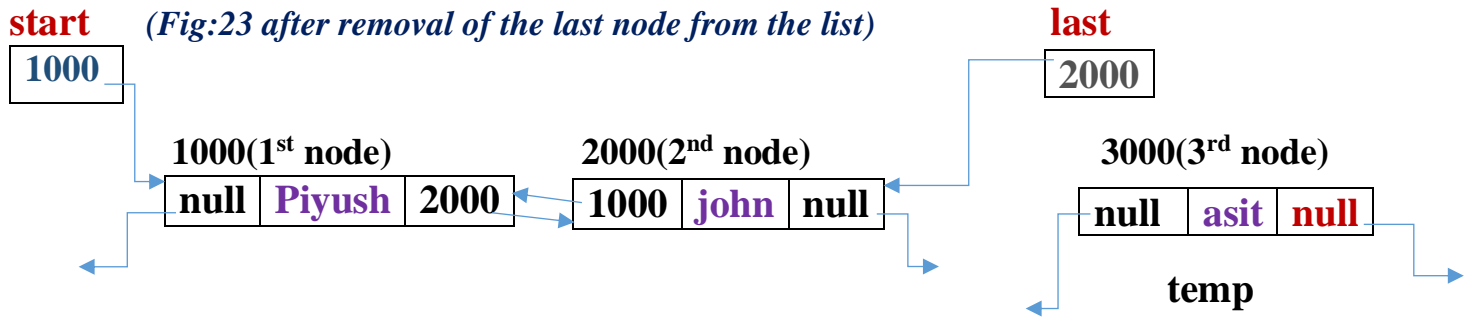 start (Fig:23 after removal of the last node from the list) last
1000 2000
1000(1st node) 2000(2nd node) 3000(3rd node)
null Piyush 2000 1000 john null null asit null
temp